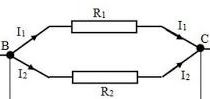 R₁
I₁ I₁
B C
I₂ I₂
R₂